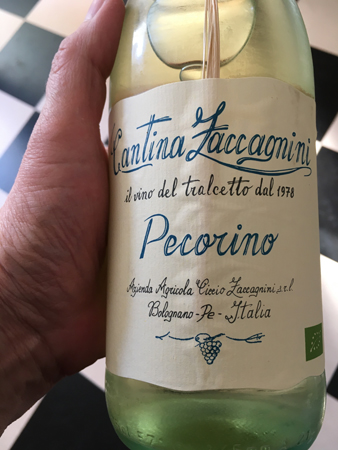 Cantina Zaccagnini
il vino del tralcetto dal 1978
Pecorino
Azienda Agricola Ciccio Zaccagnini s.r.l.
Bolognano - Pe - Italia